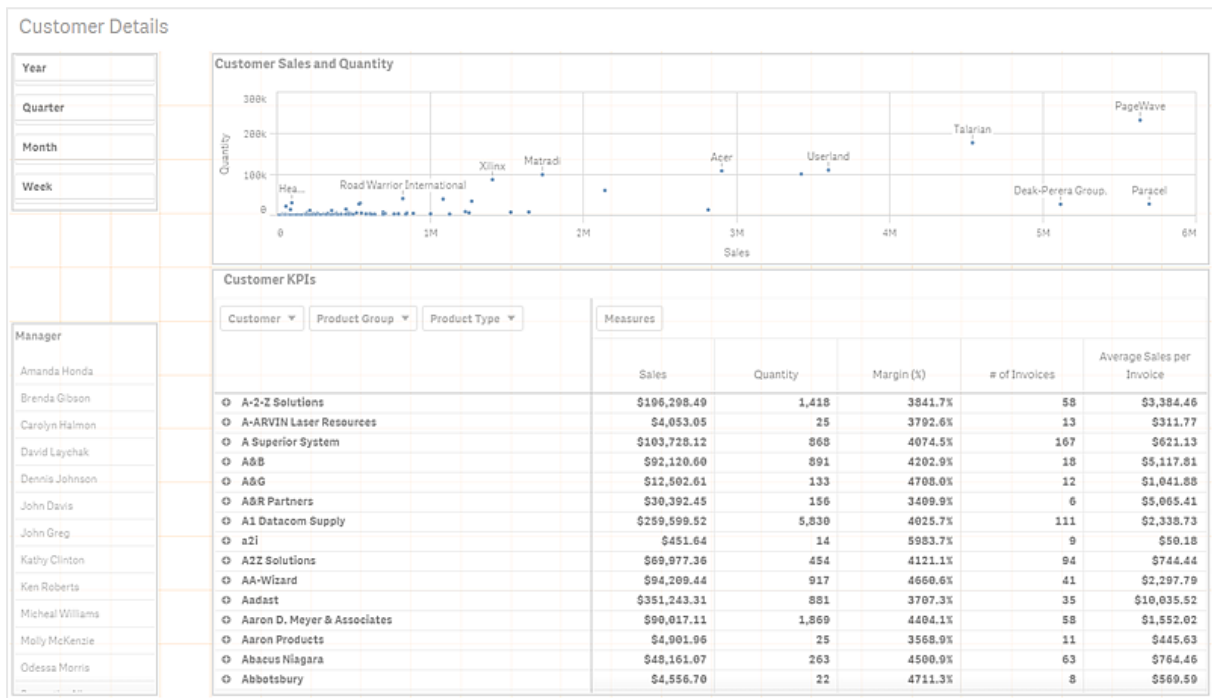 Customer Details
Year
Quarter
Month
Week
Customer Sales and Quantity
300k
200k
100k
0
Quantity
PageWave
Talarian
Acer
Userland
Xilinx
Matradi
Hea...
Road Warrior International
Deak-Perera Group.
Paracel
0 1M 2M 3M 4M 5M 6M
Sales
Manager
Amanda Honda
Brenda Gibson
Carolyn Halmon
David Laychak
Dennis Johnson
John Davis
John Greg
Kathy Clinton
Ken Roberts
Micheal Williams
Molly McKenzie
Odessa Morris
Customer KPIs
Customer Product Group Product Type Measures
Sales Quantity Margin (%) # of Invoices Average Sales per
Invoice
A-2-Z Solutions $196,298.49 1,418 3841.7% 58 $3,384.46
A-ARVIN Laser Resources $4,053.05 25 3792.6% 13 $311.77
A Superior System $103,728.12 868 4074.5% 167 $621.13
A&B $92,120.60 891 4202.9% 18 $5,117.81
A&G $12,502.61 133 4708.0% 12 $1,041.88
A&R Partners $30,392.45 156 3409.9% 6 $5,065.41
A1 Datacom Supply $259,599.52 5,830 4025.7% 111 $2,338.73
a2i $451.64 14 5983.7% 9 $50.18
A2Z Solutions $69,977.36 454 4121.1% 94 $744.44
AA-Wizard $94,209.44 917 4660.6% 41 $2,297.79
Aadast $351,243.31 881 3707.3% 35 $10,035.52
Aaron D. Meyer & Associates $90,017.11 1,869 4404.1% 58 $1,552.02
Aaron Products $4,901.96 25 3568.9% 11 $445.63
Abacus Niagara $48,161.07 263 4500.9% 63 $764.46
Abbotsbury $4,556.70 22 4711.3% 8 $569.59